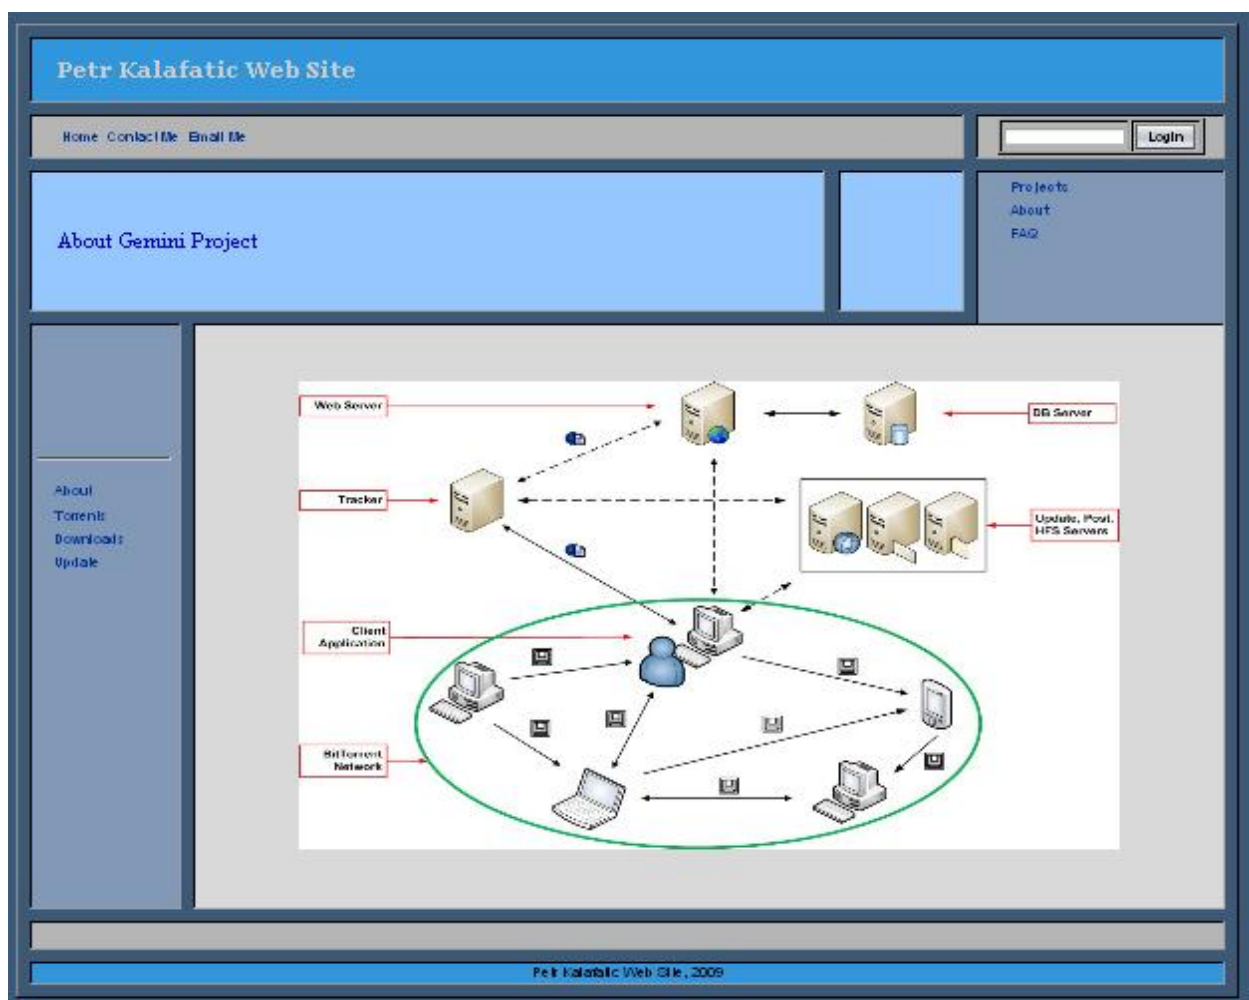 Petr Kalafatic Web Site
Home Contact Me Email Me
Login
About Gemini Project
Projects
About
FAQ
About
Torrents
Downloads
Update
Web Server
DB Server
Tracker
Update, Post,
HFS Servers
Client
Application
BitTorrent
Network
Petr Kalafatic Web Site, 2009